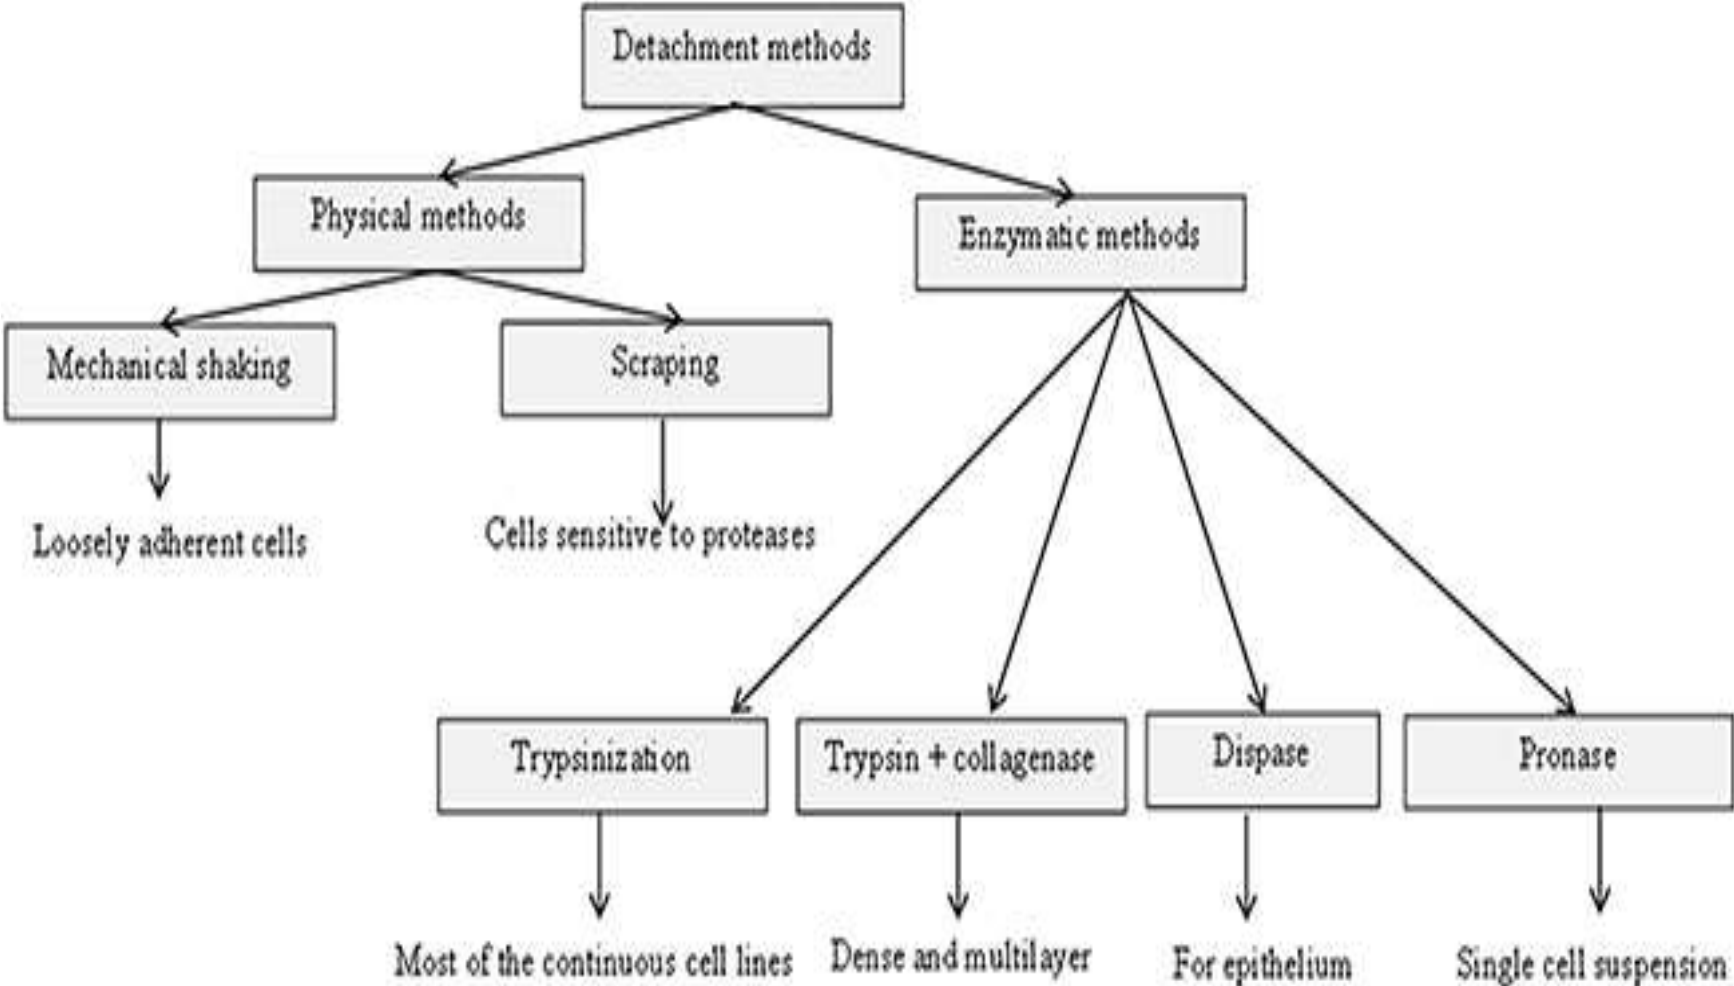 Detachment methods
Physical methods
Enzymatic methods
Mechanical shaking
Scraping
Loosely adherent cells
Cells sensitive to proteases
Trypsinization
Trypsin + collagenase
Dispase
Pronase
Most of the continuous cell lines
Dense and multilayer
For epithelium
Single cell suspension